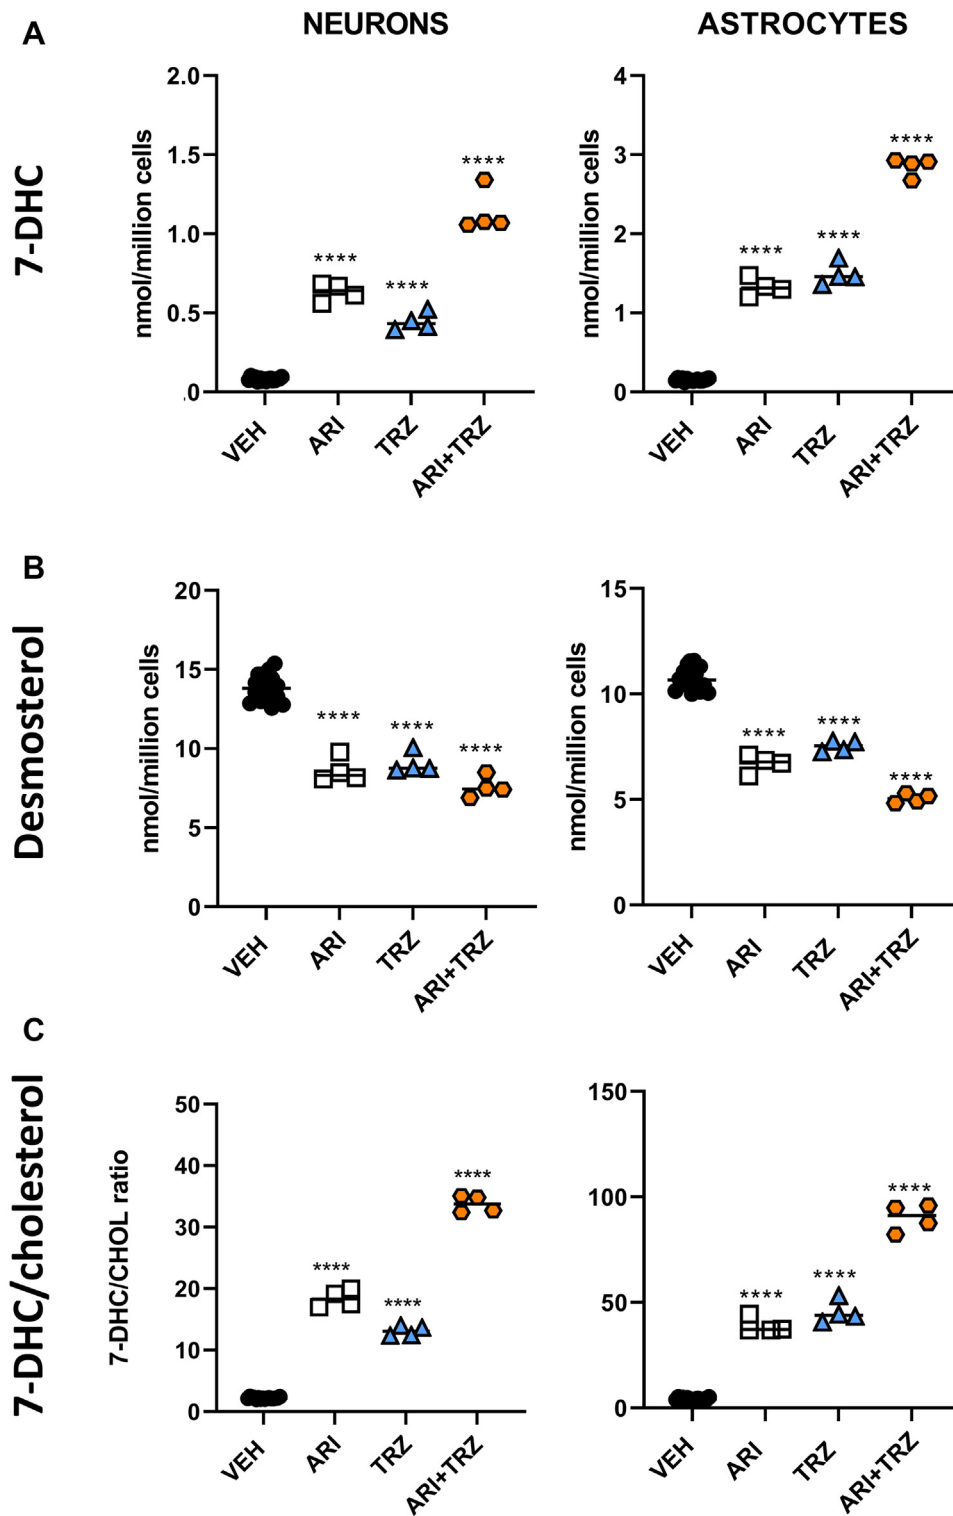 NEURONS
ASTROCYTES
A
7-DHC
nmol/million cells
2.0
1.5
1.0
0.5
.0
****
****
****
VEH
ARI
TRZ
ARI+TRZ
nmol/million cells
4
3
2
1
0
****
****
****
VEH
ARI
TRZ
ARI+TRZ
B
Desmosterol
nmol/million cells
20
15
10
5
0
****
****
****
VEH
ARI
TRZ
ARI+TRZ
nmol/million cells
15
10
5
0
****
****
****
VEH
ARI
TRZ
ARI+TRZ
C
7-DHC/cholesterol
7-DHC/CHOL ratio
50
40
30
20
10
0
****
****
****
VEH
ARI
TRZ
ARI+TRZ
150
100
50
0
****
****
****
VEH
ARI
TRZ
ARI+TRZ